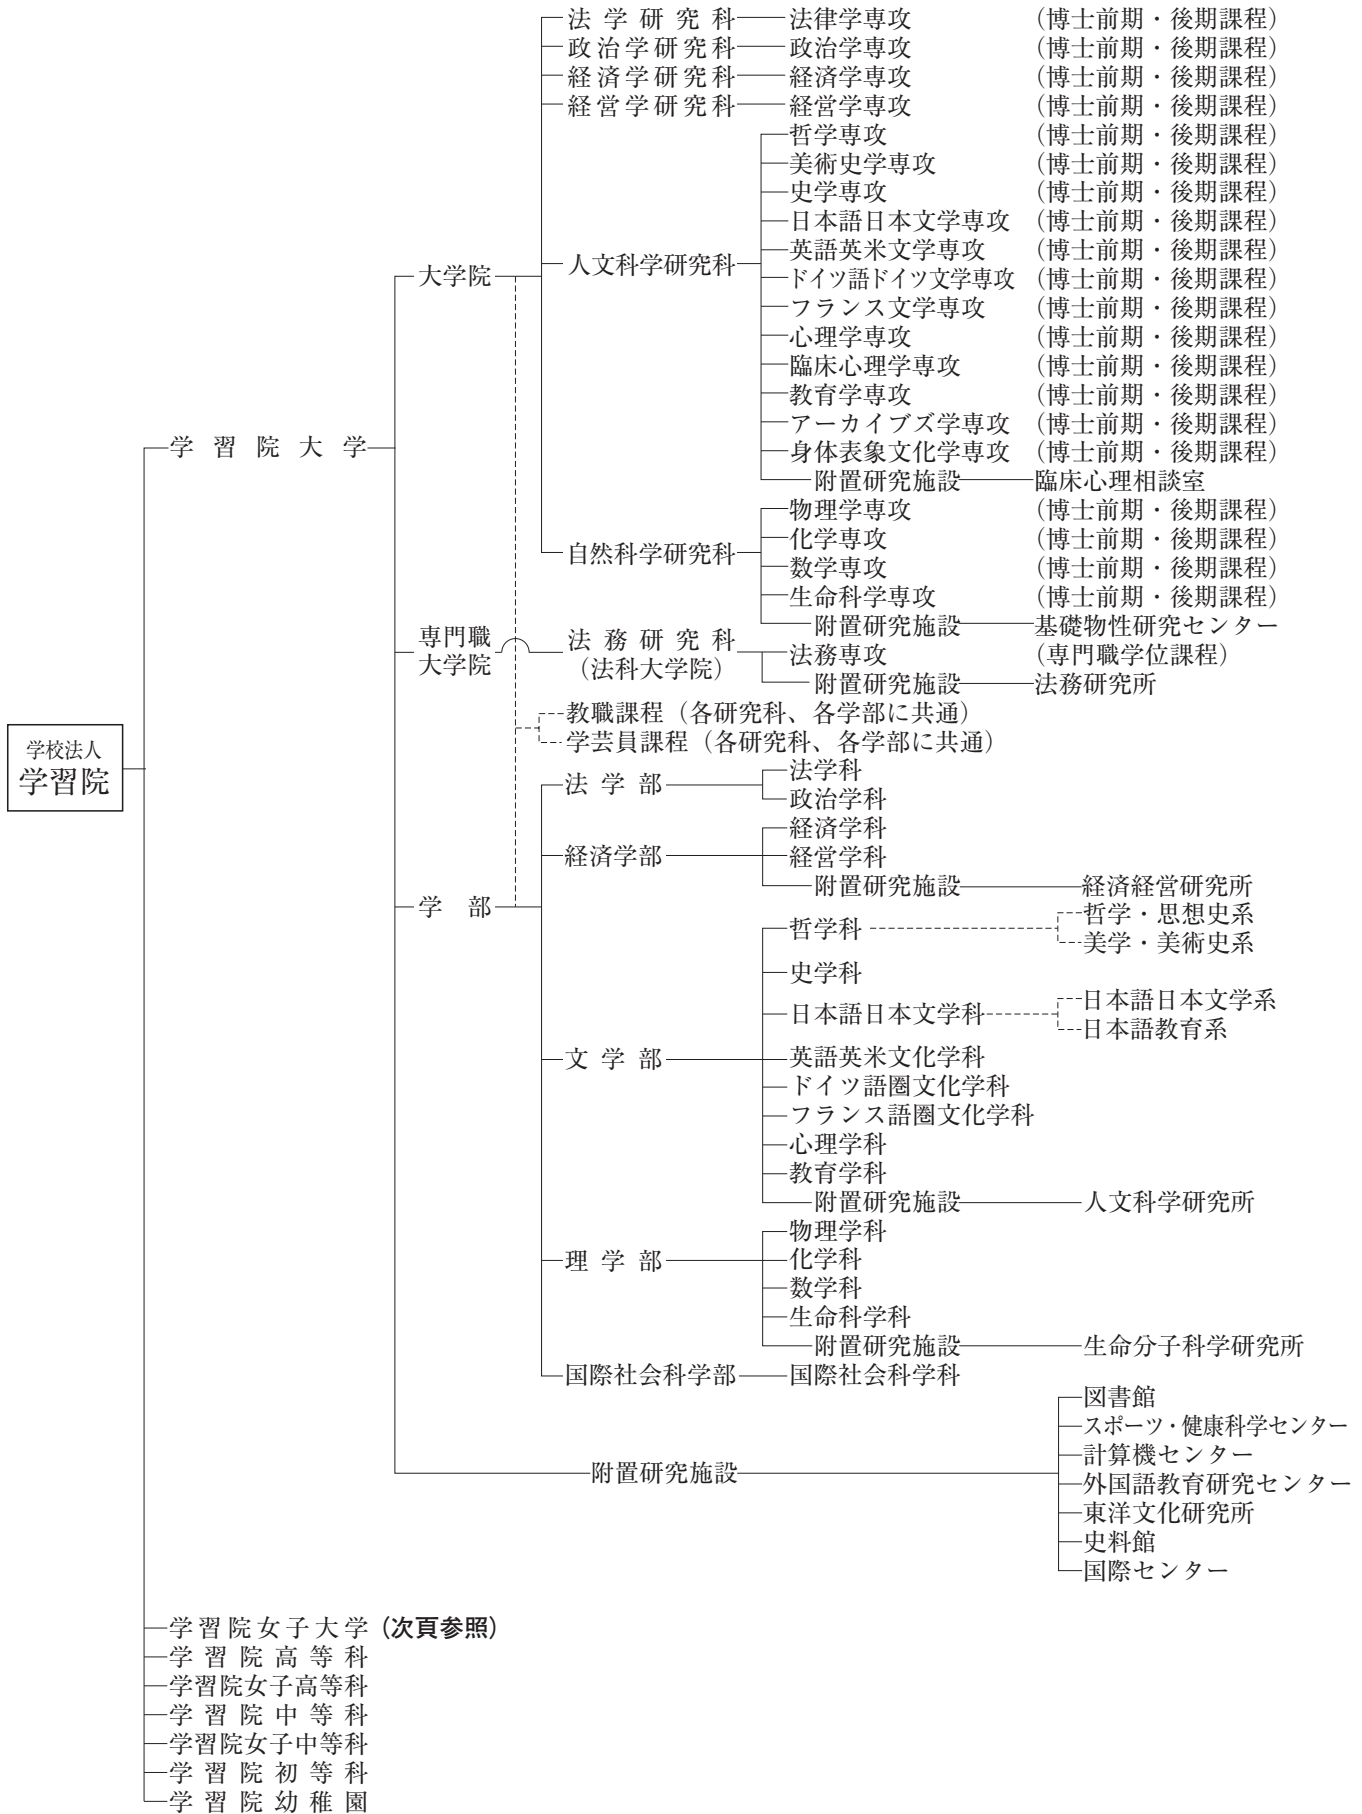 法学研究科 法律学専攻 (博士前期・後期課程)
政治学研究科 政治学専攻 (博士前期・後期課程)
経済学研究科 経済学専攻 (博士前期・後期課程)
経営学研究科 経営学専攻 (博士前期・後期課程)
哲学専攻 (博士前期・後期課程)
美術史学専攻 (博士前期・後期課程)
史学専攻 (博士前期・後期課程)
日本語日本文学専攻 (博士前期・後期課程)
英語英米文学専攻 (博士前期・後期課程)
人文科学研究科
大学院
ドイツ語ドイツ文学専攻 (博士前期・後期課程)
フランス文学専攻 (博士前期・後期課程)
心理学専攻 (博士前期・後期課程)
臨床心理学専攻 (博士前期・後期課程)
教育学専攻 (博士前期・後期課程)
アーカイブズ学専攻 (博士前期・後期課程)
学習院大学
身体表象文化学専攻 (博士前期・後期課程)
附置研究施設 臨床心理相談室
物理学専攻 (博士前期・後期課程)
化学専攻 (博士前期・後期課程)
自然科学研究科
数学専攻 (博士前期・後期課程)
生命科学専攻 (博士前期・後期課程)
附置研究施設 基礎物性研究センター
専門職
大学院
法務研究科
(法科大学院)
法務専攻 (専門職学位課程)
附置研究施設 法務研究所
教職課程(各研究科、各学部に共通)
学芸員課程(各研究科、各学部に共通)
学校法人
学習院
法学部
法学科
政治学科
経済学部
経済学科
経営学科
附置研究施設 経済経営研究所
学部
哲学科
哲学・思想史系
美学・美術史系
史学科
日本語日本文学科
日本語日本文学系
日本語教育系
文学部
英語英米文化学科
ドイツ語圏文化学科
フランス語圏文化学科
心理学科
教育学科
附置研究施設 人文科学研究所
理学部
物理学科
化学科
数学科
生命科学科
附置研究施設 生命分子科学研究所
国際社会科学部 国際社会科学科
附置研究施設
図書館
スポーツ・健康科学センター
計算機センター
外国語教育研究センター
東洋文化研究所
史料館
国際センター
学習院女子大学 (次頁参照)
学習院高等科
学習院女子高等科
学習院中等科
学習院女子中等科
学習院初等科
学習院幼稚園